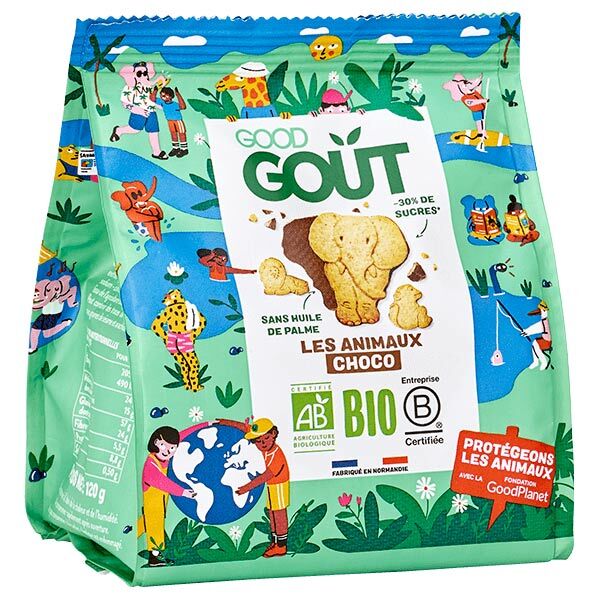 GOOD
GOÛT
-30% DE
SUCRES*
SANS HUILE
DE PALME
LES ANIMAUX
CHOCO
CERTIFIÉ
AB
AGRICULTURE
BIOLOGIQUE
BIO
Entreprise
B
®
Certifiée
FABRIQUÉ EN NORMANDIE
PROTÉGEONS
LES ANIMAUX
AVEC LA FONDATION
GoodPlanet
120 g